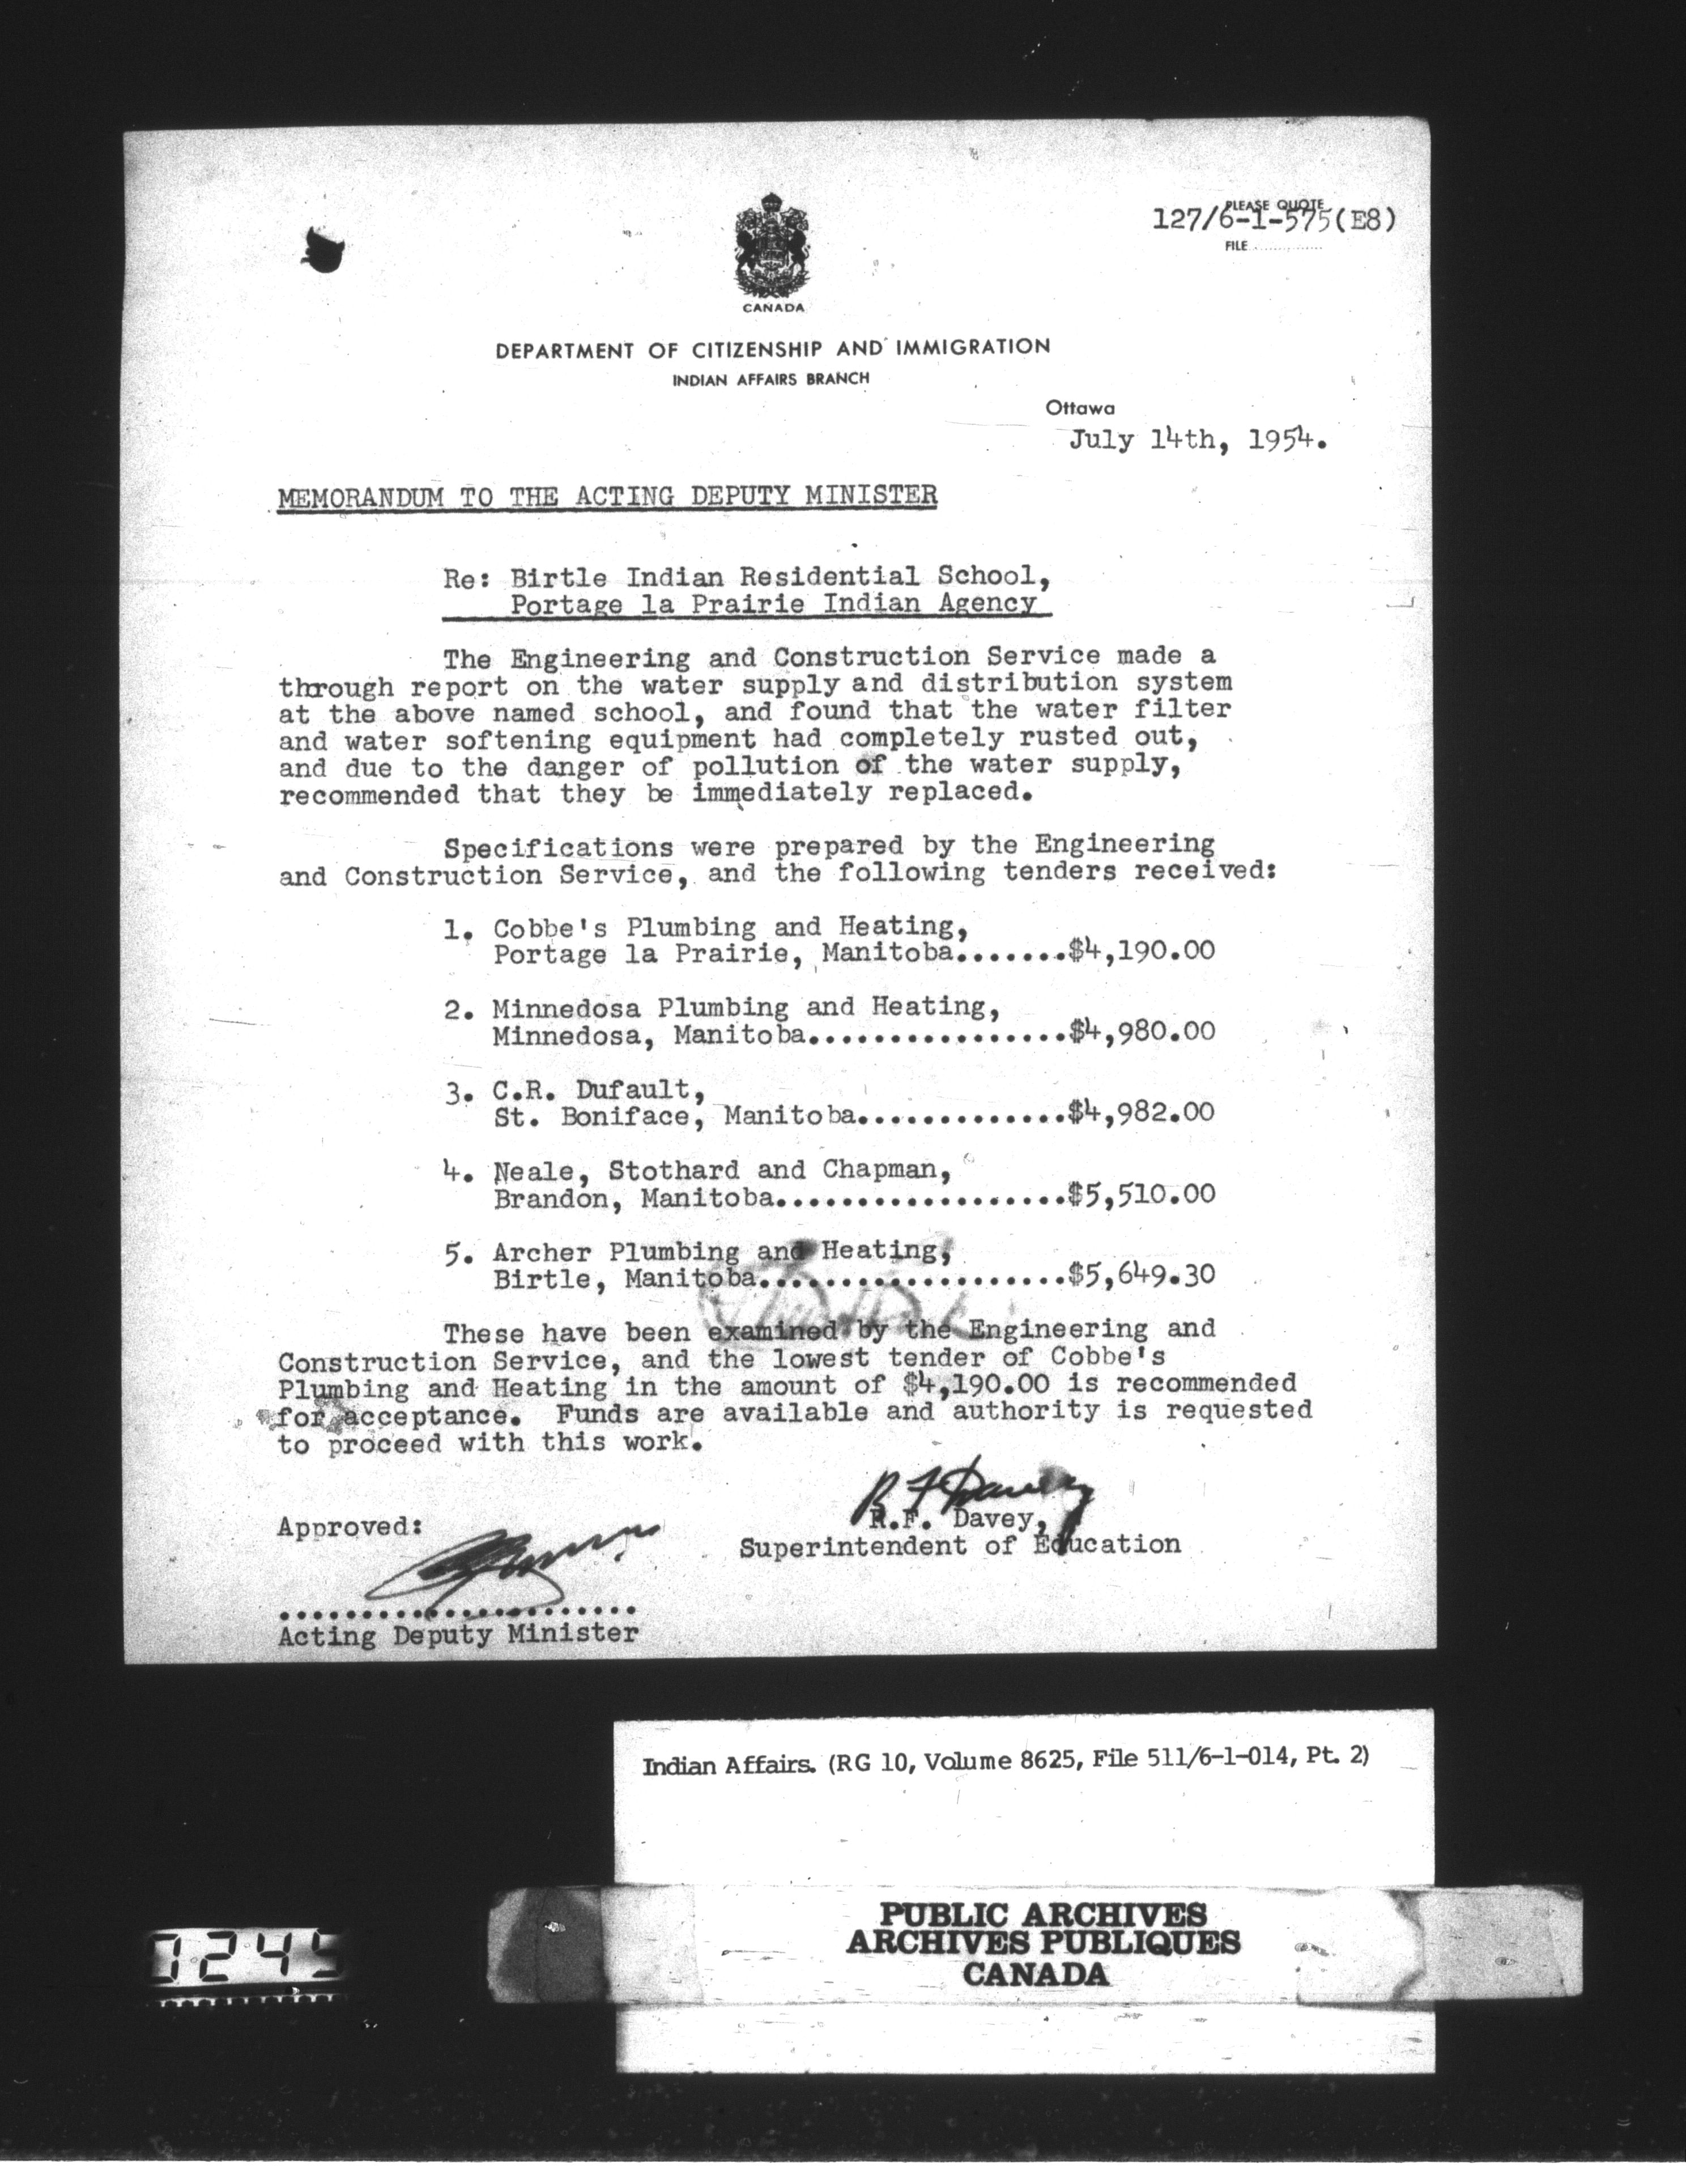 PLEASE QUOTE
127/6-1-575(E8)
FILE
CANADA
DEPARTMENT OF CITIZENSHIP AND IMMIGRATION
INDIAN AFFAIRS BRANCH
Ottawa
July 14th, 1954.
MEMORANDUM TO THE ACTING DEPUTY MINISTER
Re: Birtle Indian Residential School,
Portage la Prairie Indian Agency
The Engineering and Construction Service made a
through report on the water supply and distribution system
at the above named school, and found that the water filter
and water softening equipment had completely rusted out,
and due to the danger of pollution of the water supply,
recommended that they be immediately replaced.
Specifications were prepared by the Engineering
and Construction Service, and the following tenders received:
1. Cobbe's Plumbing and Heating,
Portage la Prairie, Manitoba.......$4,190.00
2. Minnedosa Plumbing and Heating,
Minnedosa, Manitoba................$4,980.00
3. C.R. Dufault,
St. Boniface, Manitoba.............$4,982.00
4. Neale, Stothard and Chapman,
Brandon, Manitoba..................$5,510.00
5. Archer Plumbing and Heating,
Birtle, Manitoba...................$5,649.30
These have been examined by the Engineering and
Construction Service, and the lowest tender of Cobbe's
Plumbing and Heating in the amount of $4,190.00 is recommended
for acceptance. Funds are available and authority is requested
to proceed with this work.
R F Davey
R.F. Davey,
Superintendent of Education
Approved:
......................
Acting Deputy Minister
Indian Affairs. (RG 10, Volume 8625, File 511/6-1-014, Pt. 2)
PUBLIC ARCHIVES
ARCHIVES PUBLIQUES
CANADA
0245